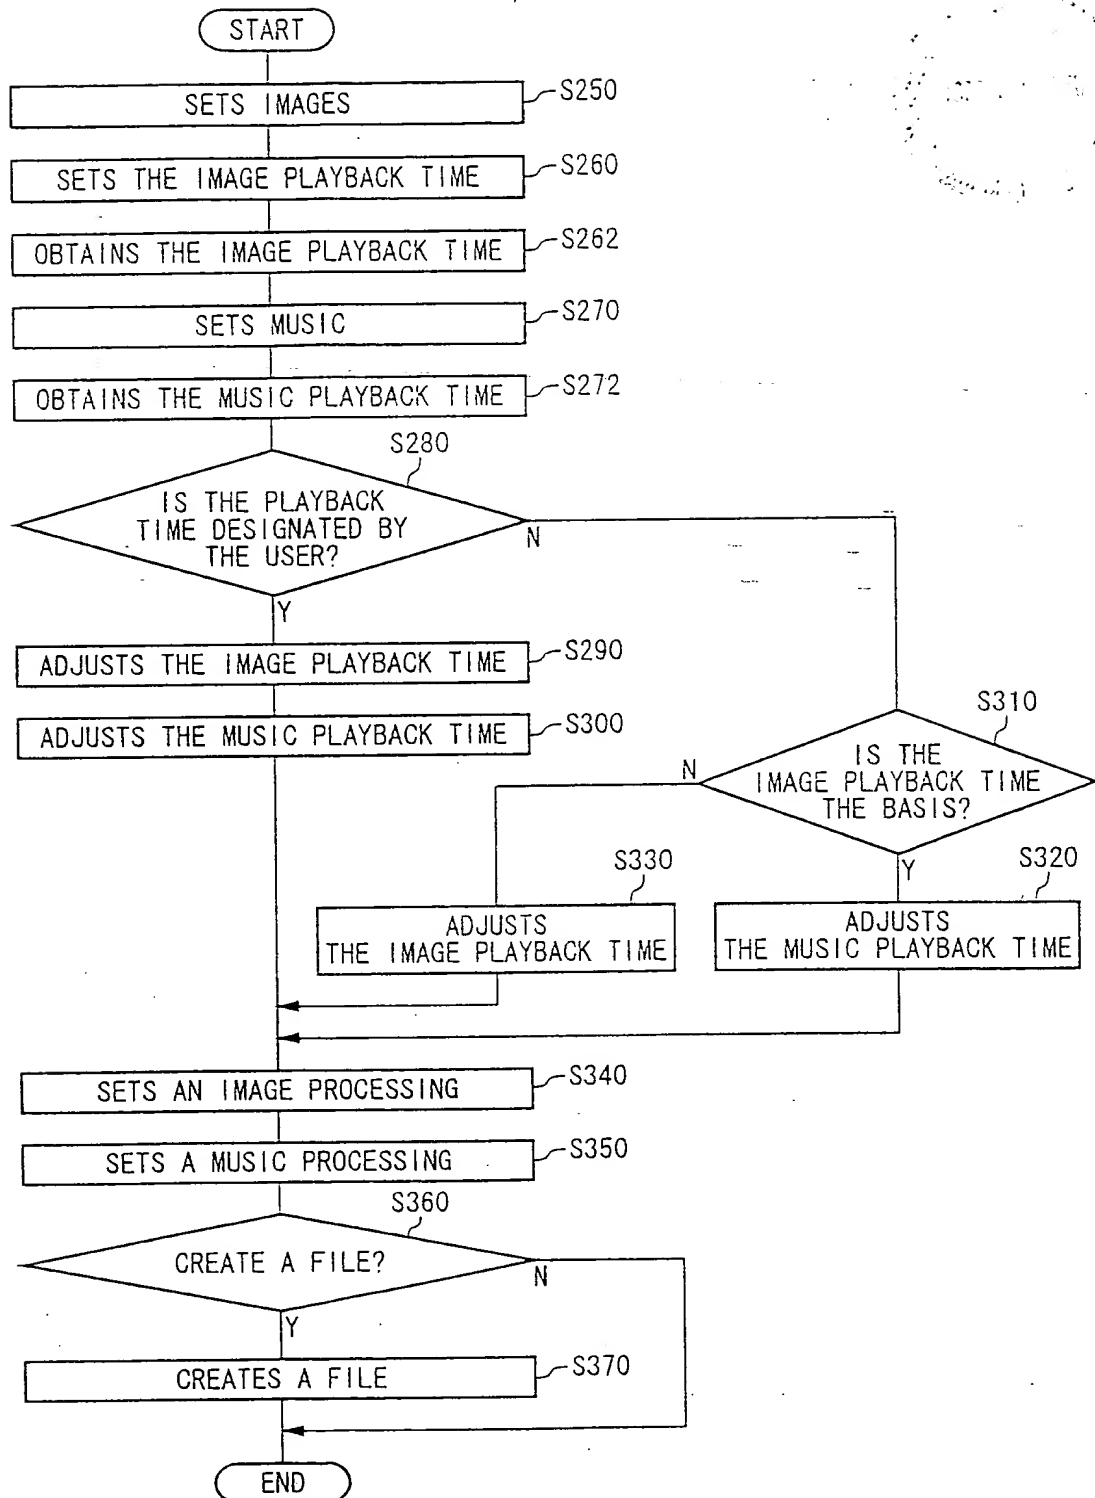 START
SETS IMAGES
S250
SETS THE IMAGE PLAYBACK TIME
S260
OBTAINS THE IMAGE PLAYBACK TIME
S262
SETS MUSIC
S270
OBTAINS THE MUSIC PLAYBACK TIME
S272
S280
IS THE PLAYBACK
TIME DESIGNATED BY
THE USER?
N
Y
ADJUSTS THE IMAGE PLAYBACK TIME
S290
ADJUSTS THE MUSIC PLAYBACK TIME
S300
S310
IS THE
IMAGE PLAYBACK TIME
THE BASIS?
N
Y
S330
ADJUSTS
THE IMAGE PLAYBACK TIME
S320
ADJUSTS
THE MUSIC PLAYBACK TIME
SETS AN IMAGE PROCESSING
S340
SETS A MUSIC PROCESSING
S350
S360
CREATE A FILE?
N
Y
CREATES A FILE
S370
END